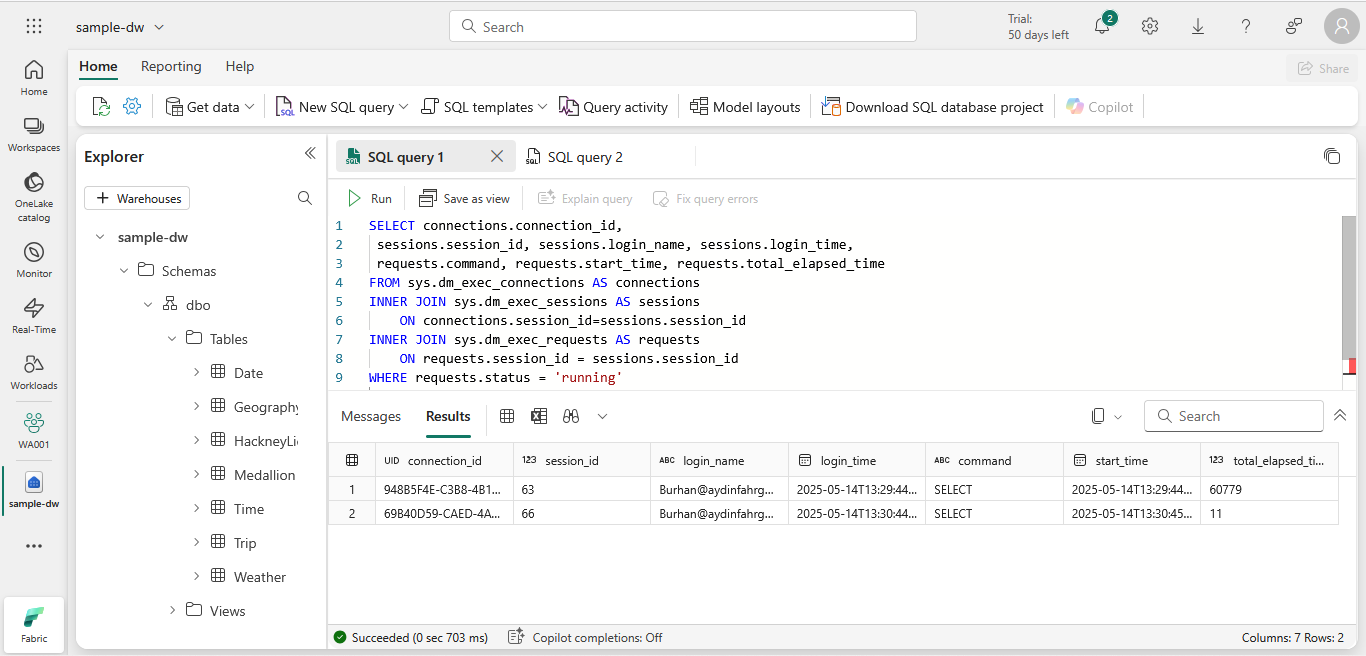 sample-dw
Search
Trial:
50 days left
2
Home
Workspaces
OneLake
catalog
Monitor
Real-Time
Workloads
WA001
sample-dw
Fabric
Home Reporting Help
Share
Get data New SQL query SQL templates Query activity Model layouts Download SQL database project Copilot
Explorer
Warehouses
sample-dw
Schemas
dbo
Tables
Date
Geography
HackneyLi
Medallion
Time
Trip
Weather
Views
SQL query 1 SQL query 2
Run Save as view Explain query Fix query errors
1 SELECT connections.connection_id,
2 sessions.session_id, sessions.login_name, sessions.login_time,
3 requests.command, requests.start_time, requests.total_elapsed_time
4 FROM sys.dm_exec_connections AS connections
5 INNER JOIN sys.dm_exec_sessions AS sessions
6 ON connections.session_id=sessions.session_id
7 INNER JOIN sys.dm_exec_requests AS requests
8 ON requests.session_id = sessions.session_id
9 WHERE requests.status = 'running'
Messages Results Search
UID connection_id 123 session_id ABC login_name login_time ABC command start_time 123 total_elapsed_ti...
1 948B5F4E-C3B8-4B1... 63 Burhan@aydinfahrg... 2025-05-14T13:29:44... SELECT 2025-05-14T13:29:44... 60779
2 69B40D59-CAED-4A... 66 Burhan@aydinfahrg... 2025-05-14T13:30:44... SELECT 2025-05-14T13:30:45... 11
Succeeded (0 sec 703 ms) Copilot completions: Off Columns: 7 Rows: 2